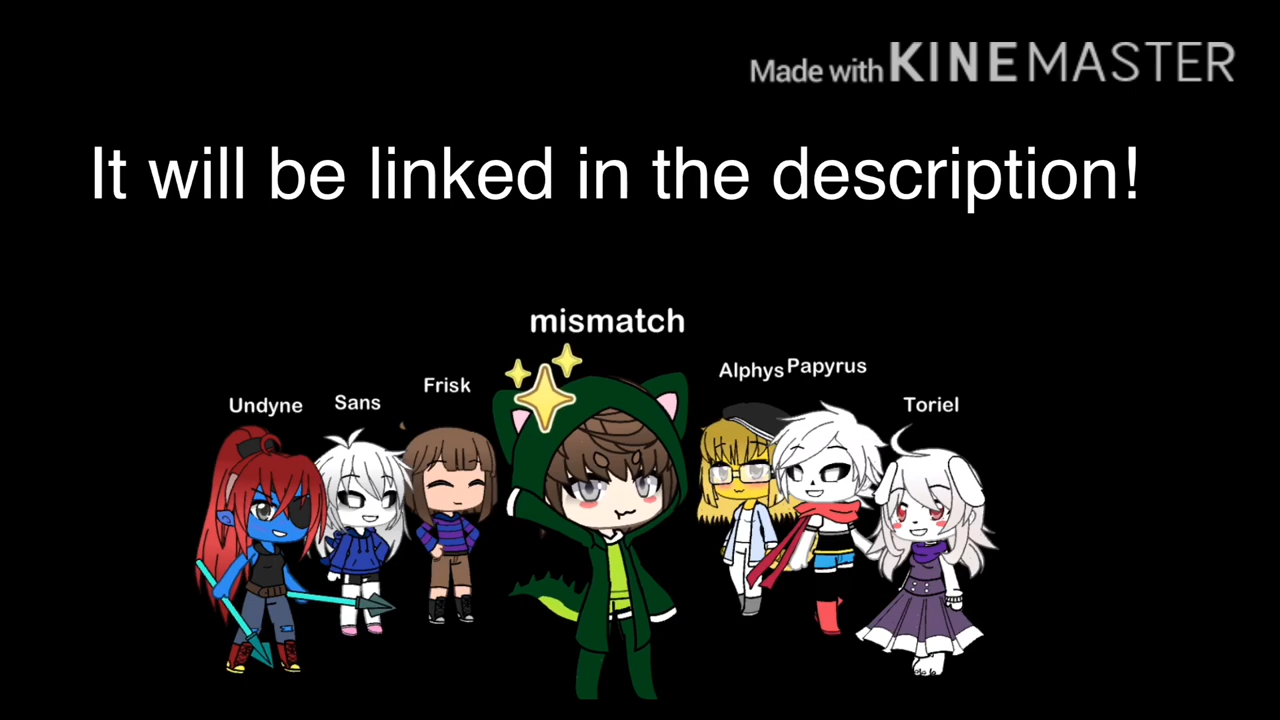 Made with KINEMASTER
It will be linked in the description!
mismatch
Undyne
Sans
Frisk
Alphys
Papyrus
Toriel